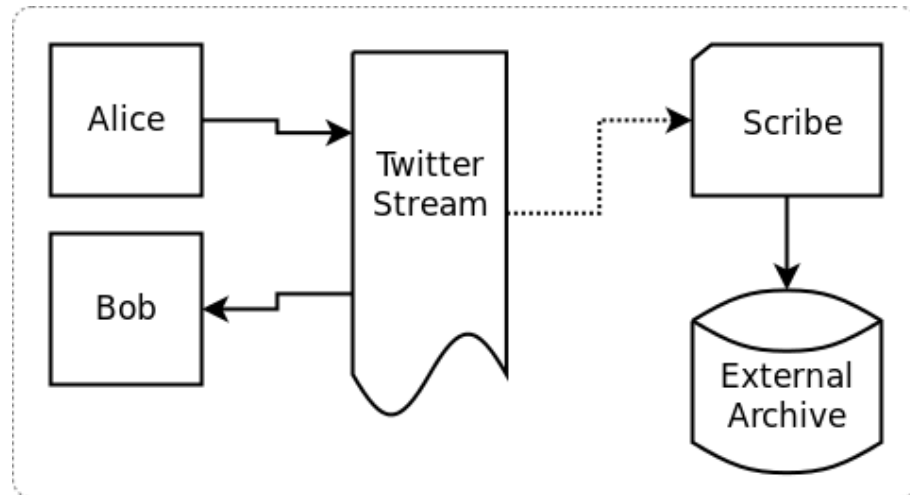 Alice
Twitter
Stream
Scribe
Bob
External
Archive